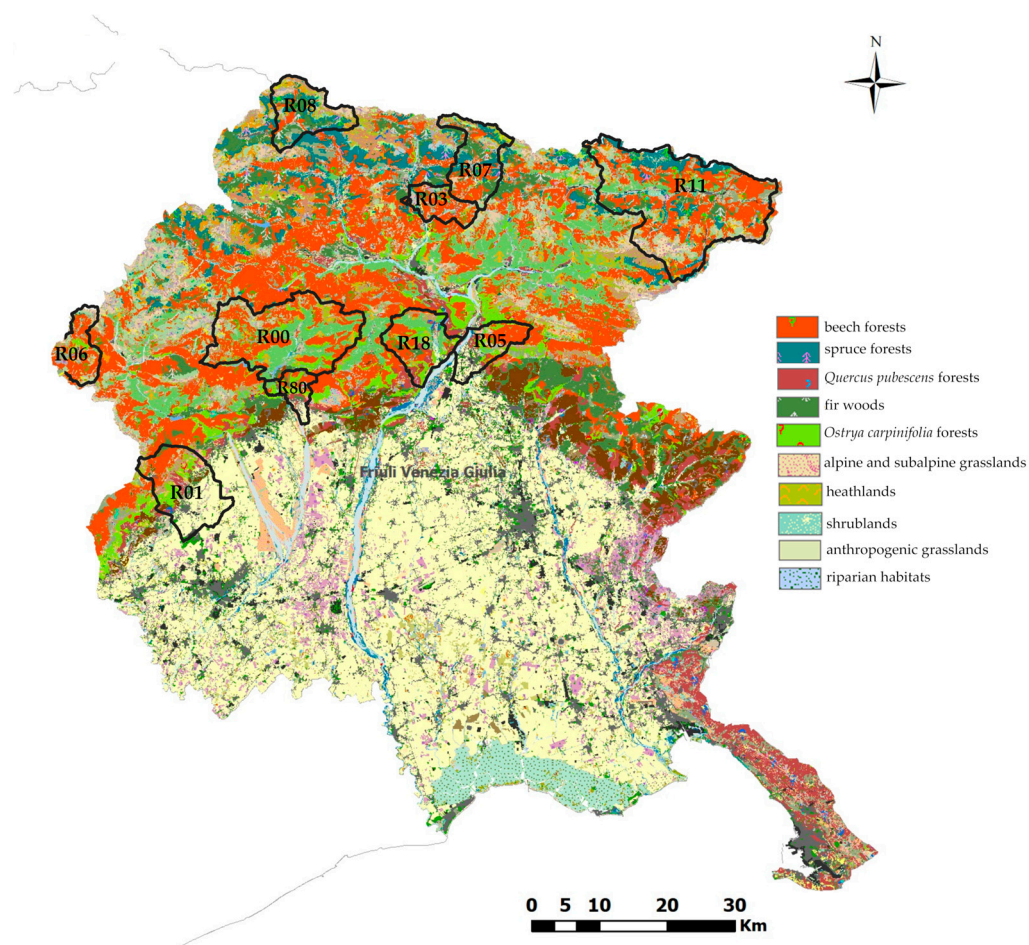 N
R08
R07
R03
R11
R00
R18
R05
R06
R80
R01
Friuli Venezia Giulia
beech forests
spruce forests
Quercus pubescens forests
fir woods
Ostrya carpinifolia forests
alpine and subalpine grasslands
heathlands
shrublands
anthropogenic grasslands
riparian habitats
0 5 10 20 30
Km